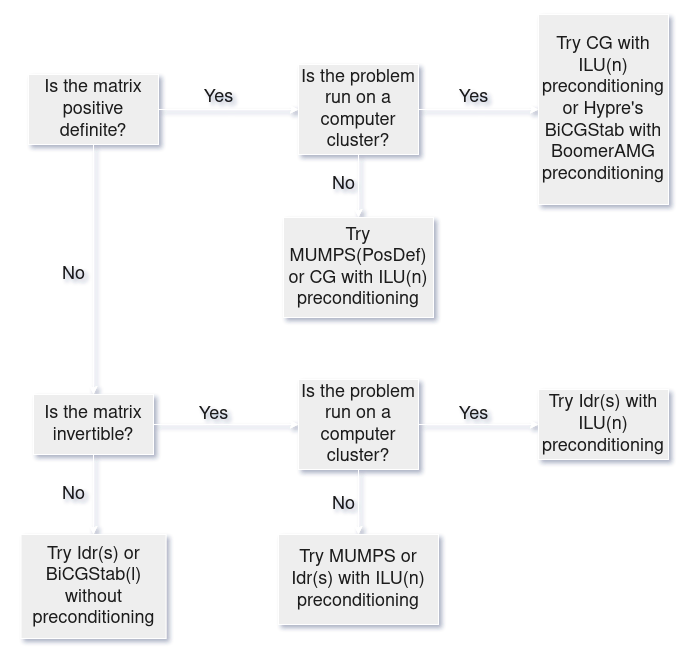 Is the matrix
positive
definite?
Yes
Is the problem
run on a
computer
cluster?
Yes
Try CG with
ILU(n)
preconditioning
or Hypre's
BiCGStab with
BoomerAMG
preconditioning
No
Try
MUMPS(PosDef)
or CG with ILU(n)
preconditioning
No
Is the matrix
invertible?
Yes
Is the problem
run on a
computer
cluster?
Yes
Try Idr(s) with
ILU(n)
preconditioning
No
Try Idr(s) or
BiCGStab(l)
without
preconditioning
No
Try MUMPS or
Idr(s) with ILU(n)
preconditioning